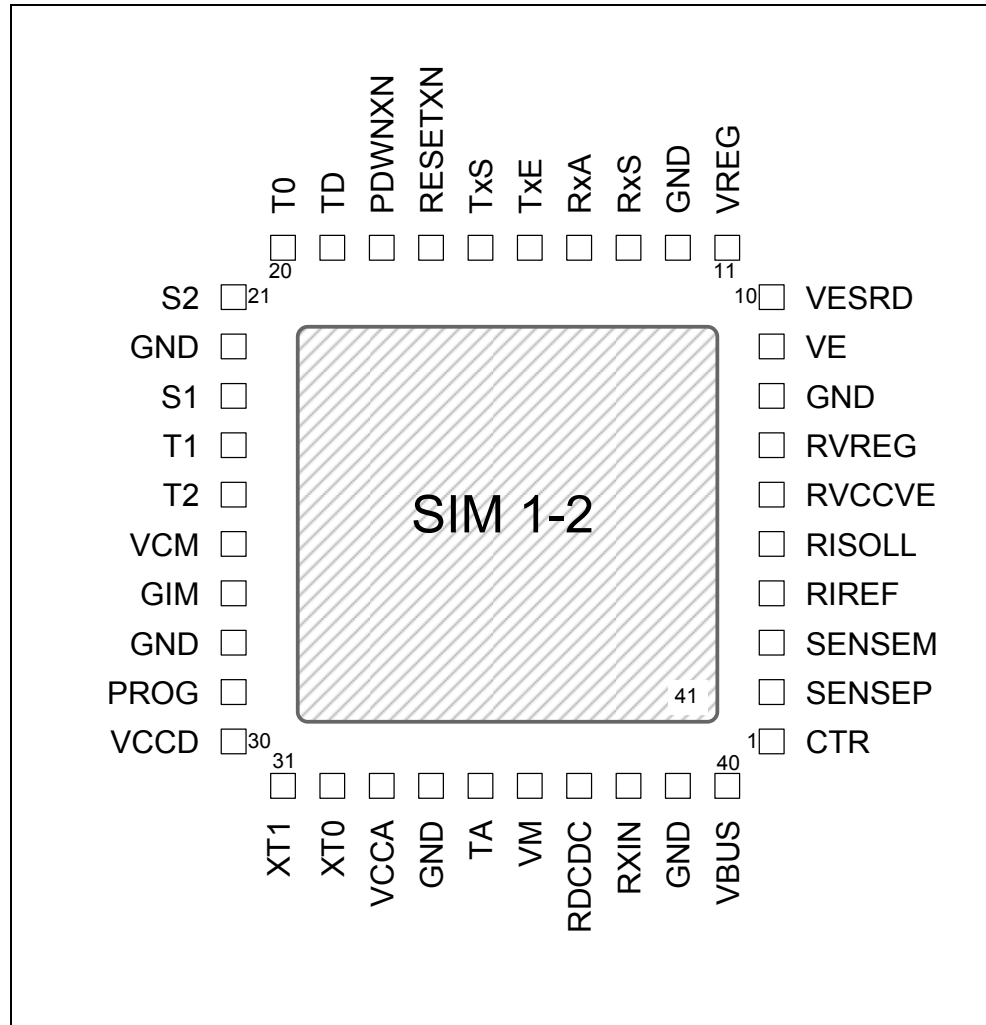 T0
TD
PDWNXN
RESETXN
TxS
TxE
RxA
RxS
GND
VREG
20
11
S2
21
10
VESRD
GND
VE
S1
GND
T1
RVREG
T2
RVCCVE
VCM
RISOLL
GIM
RIREF
GND
SENSEM
PROG
SENSEP
VCCD
30
1
CTR
SIM 1-2
41
31
40
XT1
XT0
VCCA
GND
TA
VM
RDCDC
RXIN
GND
VBUS